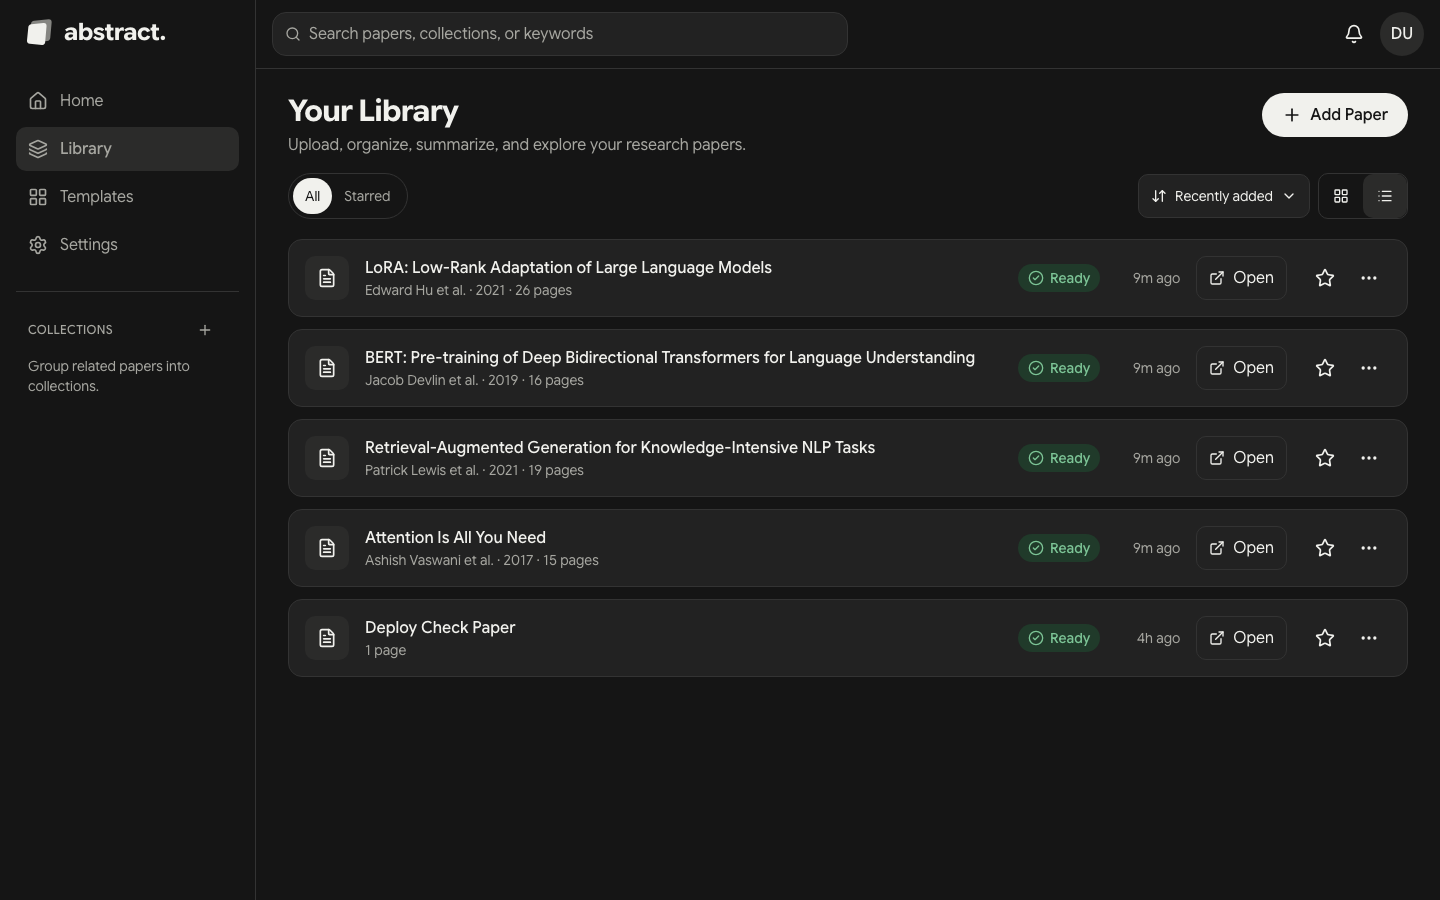 abstract.
Search papers, collections, or keywords
DU
Home
Library
Templates
Settings
COLLECTIONS
Group related papers into
collections.
Your Library
Add Paper
Upload, organize, summarize, and explore your research papers.
All
Starred
Recently added
LoRA: Low-Rank Adaptation of Large Language Models
Edward Hu et al. · 2021 · 26 pages
Ready
9m ago
Open
BERT: Pre-training of Deep Bidirectional Transformers for Language Understanding
Jacob Devlin et al. · 2019 · 16 pages
Ready
9m ago
Open
Retrieval-Augmented Generation for Knowledge-Intensive NLP Tasks
Patrick Lewis et al. · 2021 · 19 pages
Ready
9m ago
Open
Attention Is All You Need
Ashish Vaswani et al. · 2017 · 15 pages
Ready
9m ago
Open
Deploy Check Paper
1 page
Ready
4h ago
Open